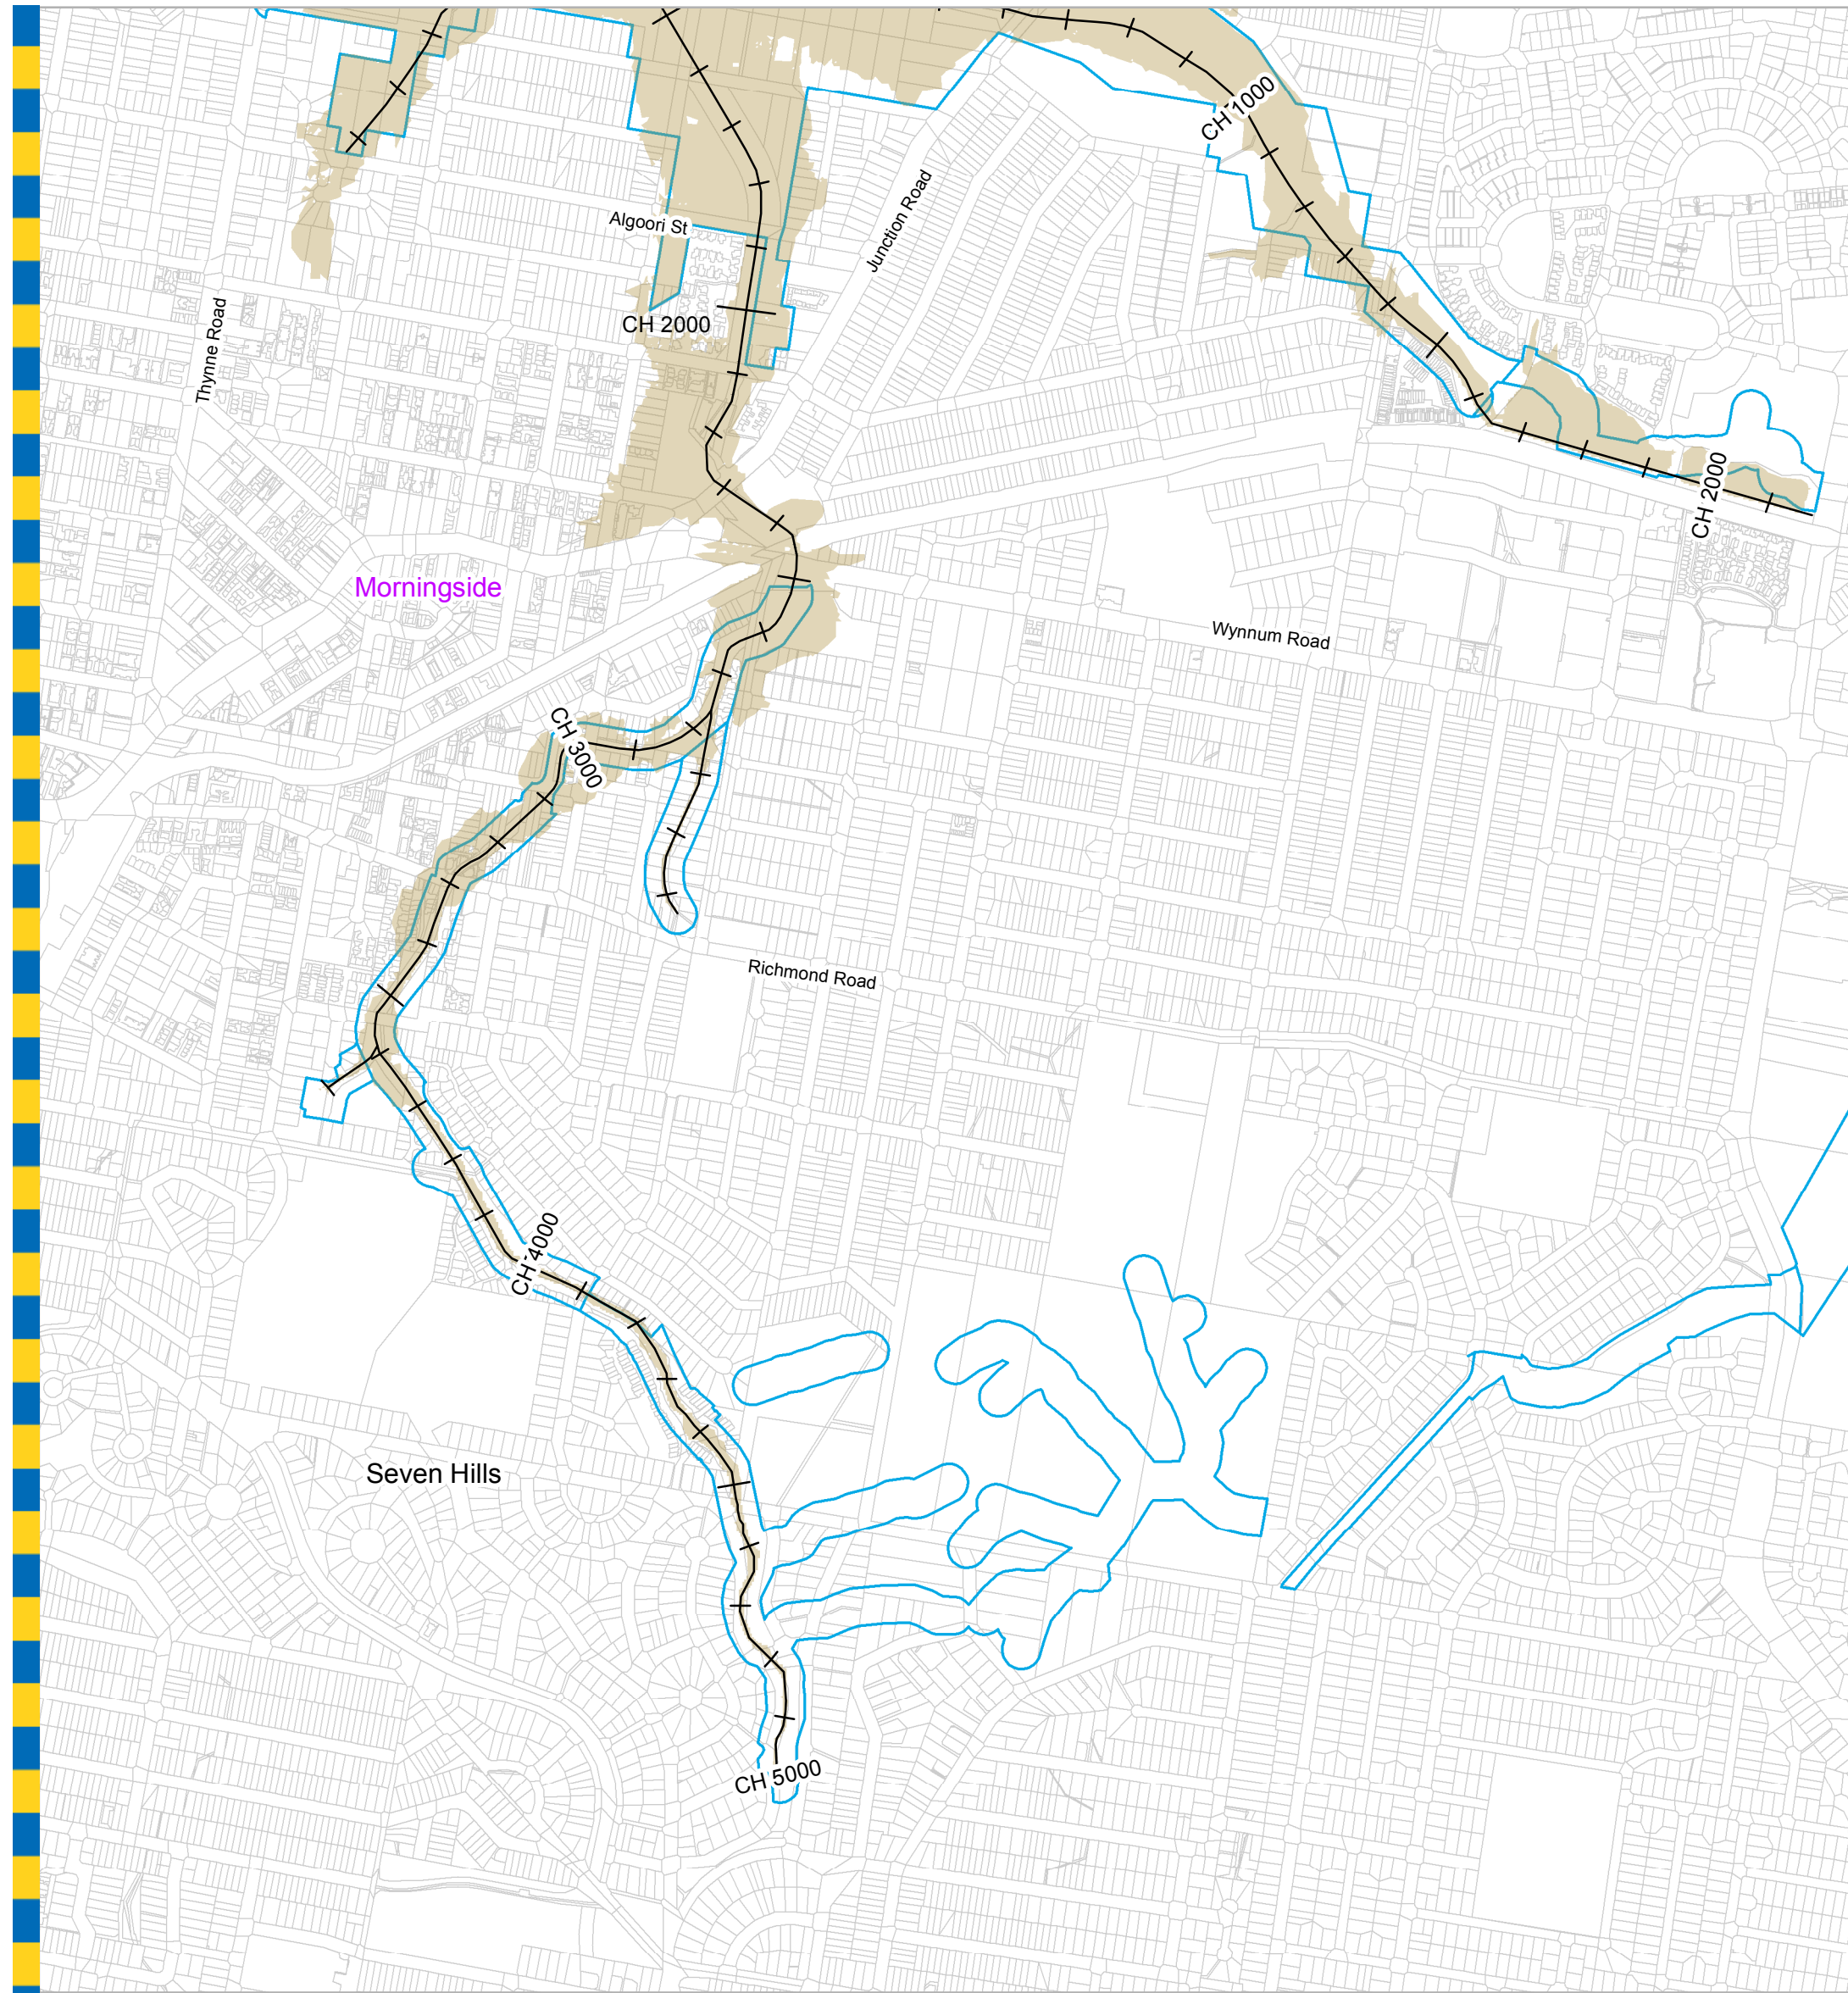 CH 1000
Algoori St
Junction Road
CH 2000
Thynne Road
CH 2000
Morningside
Wynnum Road
CH 3000
Richmond Road
CH 4000
Seven Hills
CH 5000